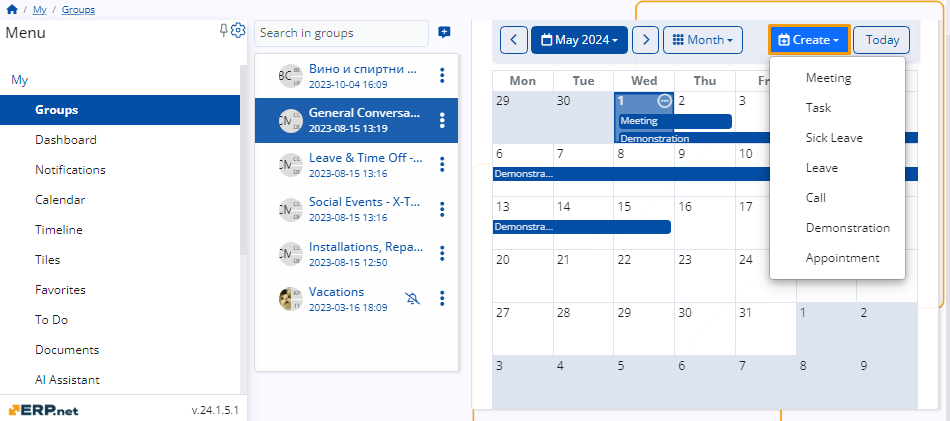 / My / Groups
Menu
My
Groups
Dashboard
Notifications
Calendar
Timeline
Tiles
Favorites
To Do
Documents
AI Assistant
ERP.net v.24.1.5.1
Search in groups
Вино и спиртни ...
2023-10-04 16:09
General Conversa...
2023-08-15 13:19
Leave & Time Off -...
2023-08-15 13:16
Social Events - X-T...
2023-08-15 13:16
Installations, Repa...
2023-08-15 12:50
Vacations
2023-03-16 18:09
May 2024 Month Create Today
Mon Tue Wed Thu
29 30 1 2 3
Meeting
Demonstration
6 7 8 9 10
Demonstra...
13 14 15 16 17
Demonstra...
20 21 22 23 24
27 28 29 30 31 1 2
3 4 5 6 7 8 9
Meeting
Task
Sick Leave
Leave
Call
Demonstration
Appointment